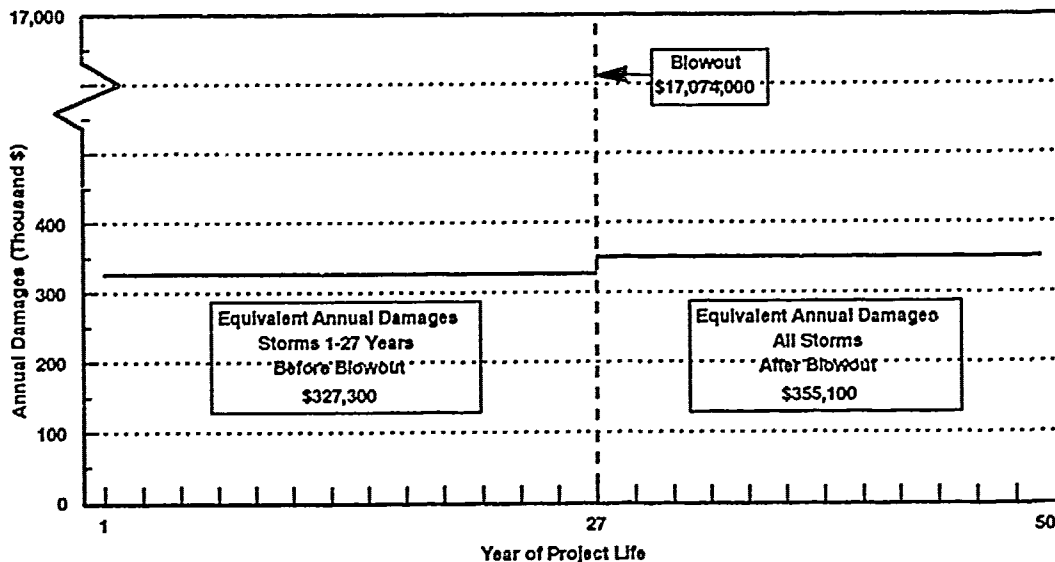 17,000
Blowout
$17,074,000
Annual Damages (Thousand $)
400
300
200
100
0
Equivalent Annual Damages
Storms 1-27 Years
Before Blowout
$327,300
Equivalent Annual Damages
All Storms
After Blowout
$355,100
1
27
50
Year of Project Life